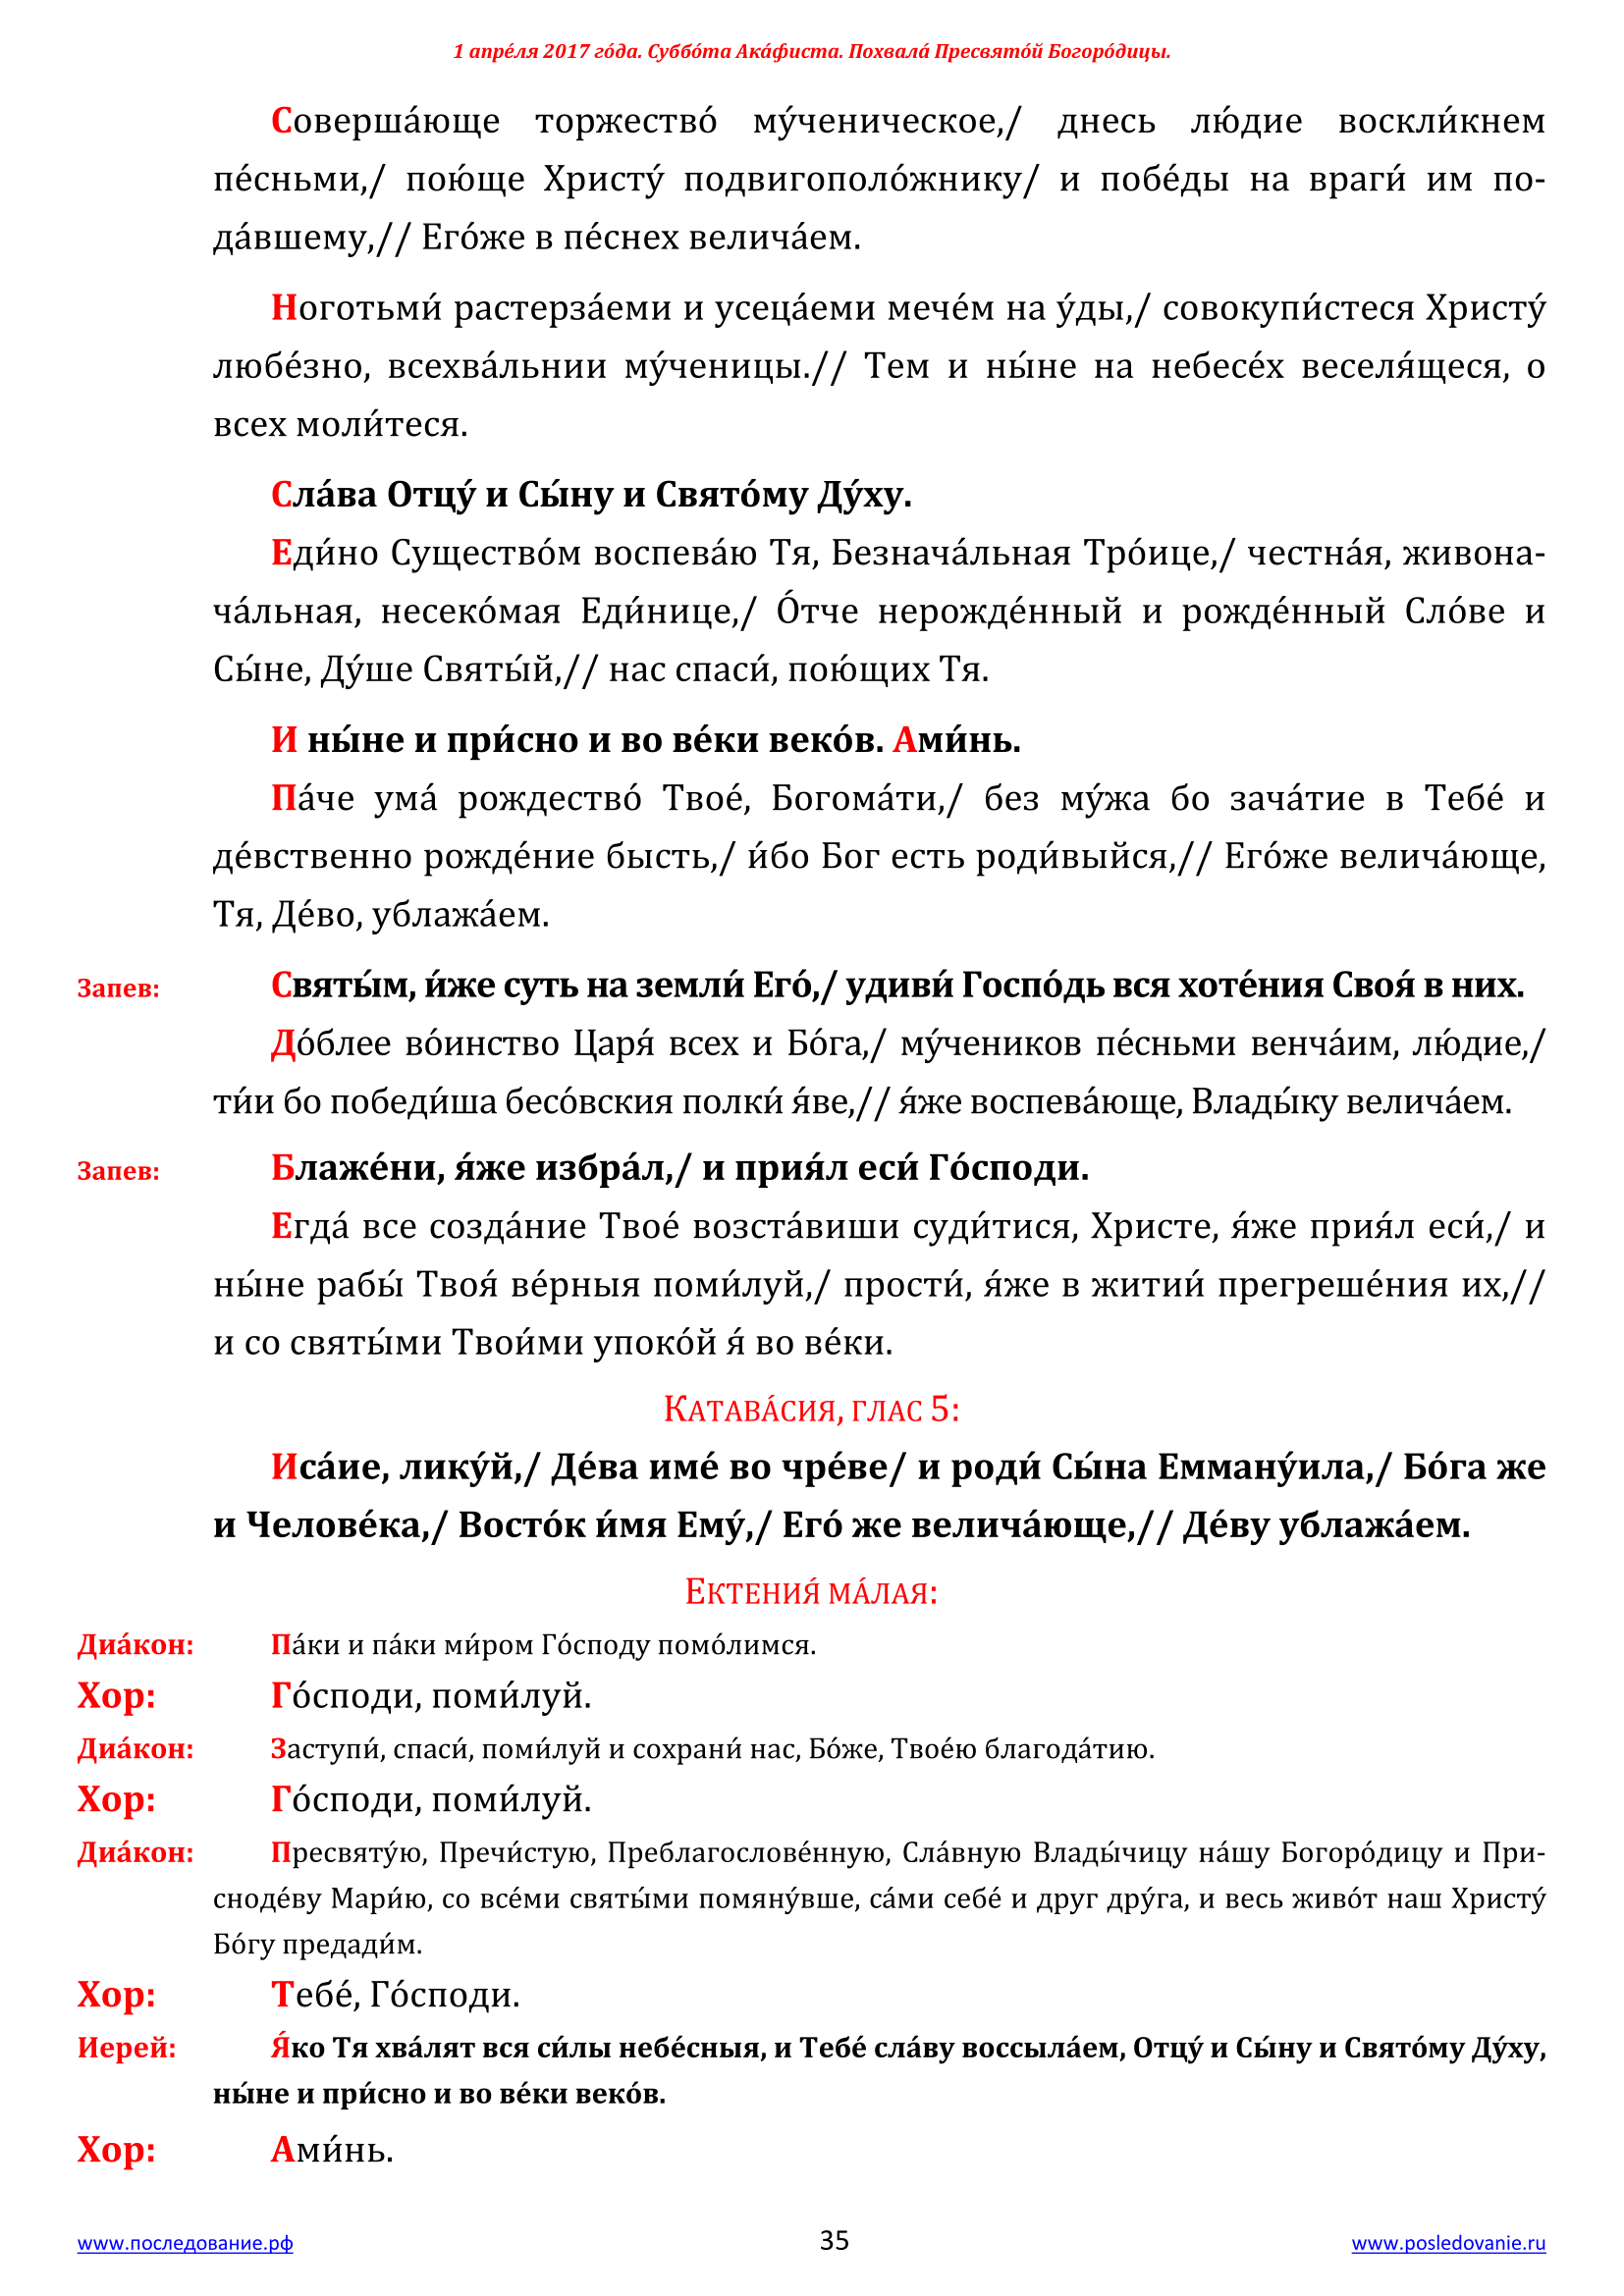 1 апре́ля 2017 го́да. Суббо́та Ака́фиста. Похвала́ Пресвято́й Богоро́дицы.
Соверша́юще торжество́ му́ченическое,/ днесь лю́дие воскли́кнем
пе́сньми,/ пою́ще Христу́ подвигополо́жнику/ и побе́ды на враги́ им по-
да́вшему,// Его́же в пе́снех велича́ем.
Ноготьми́ растерза́еми и усеца́еми мече́м на у́ды,/ совокупи́стеся Христу́
любе́зно, всехва́льнии му́ченицы.// Тем и ны́не на небесе́х веселя́щеся, о
всех моли́теся.
Сла́ва Отцу́ и Сы́ну и Свято́му Ду́ху.
Еди́но Существо́м воспева́ю Тя, Безнача́льная Тро́ице,/ честна́я, живона-
ча́льная, несеко́мая Еди́нице,/ О́тче нерожде́нный и рожде́нный Сло́ве и
Сы́не, Ду́ше Святы́й,// нас спаси́, пою́щих Тя.
И ны́не и при́сно и во ве́ки веко́в. Ами́нь.
Па́че ума́ рождество́ Твое́, Богома́ти,/ без му́жа бо зача́тие в Тебе́ и
де́вственно рожде́ние бысть,/ и́бо Бог есть роди́выйся,// Его́же велича́юще,
Тя, Де́во, ублажа́ем.
Запев: Святы́м, и́же суть на земли́ Его́,/ удиви́ Госпо́дь вся хоте́ния Своя́ в них.
До́блее во́инство Царя́ всех и Бо́га,/ му́чеников пе́сньми венча́им, лю́дие,/
ти́и бо победи́ша бесо́вския полки́ я́ве,// я́же воспева́юще, Влады́ку велича́ем.
Запев: Блаже́ни, я́же избра́л,/ и прия́л еси́ Го́споди.
Егда́ все созда́ние Твое́ возста́виши суди́тися, Христе, я́же прия́л еси́,/ и
ны́не рабы́ Твоя́ ве́рныя поми́луй,/ прости́, я́же в житии́ прегреше́ния их,//
и со святы́ми Твои́ми упоко́й я́ во ве́ки.
Катава́сия, глас 5:
Иса́ие, лику́й,/ Де́ва име́ во чре́ве/ и роди́ Сы́на Еммануи́ла,/ Бо́га же
и Челове́ка,/ Восто́к и́мя Ему́,/ Его́ же велича́юще,// Де́ву ублажа́ем.
Ектения́ ма́лая:
Диа́кон: Па́ки и па́ки ми́ром Го́споду помо́лимся.
Хор: Го́споди, поми́луй.
Диа́кон: Заступи́, спаси́, поми́луй и сохрани́ нас, Бо́же, Твое́ю благода́тию.
Хор: Го́споди, поми́луй.
Диа́кон: Пресвяту́ю, Пречи́стую, Преблагослове́нную, Сла́вную Влады́чицу на́шу Богоро́дицу и При-
сноде́ву Мари́ю, со все́ми святы́ми помяну́вше, са́ми себе́ и друг дру́га, и весь живо́т наш Христу́
Бо́гу предади́м.
Хор: Тебе́, Го́споди.
Иерей: Я́ко Тя хва́лят вся си́лы небе́сныя, и Тебе́ сла́ву воссыла́ем, Отцу́ и Сы́ну и Свято́му Ду́ху,
ны́не и при́сно и во ве́ки веко́в.
Хор: Ами́нь.
www.последование.рф 35 www.posledovanie.ru